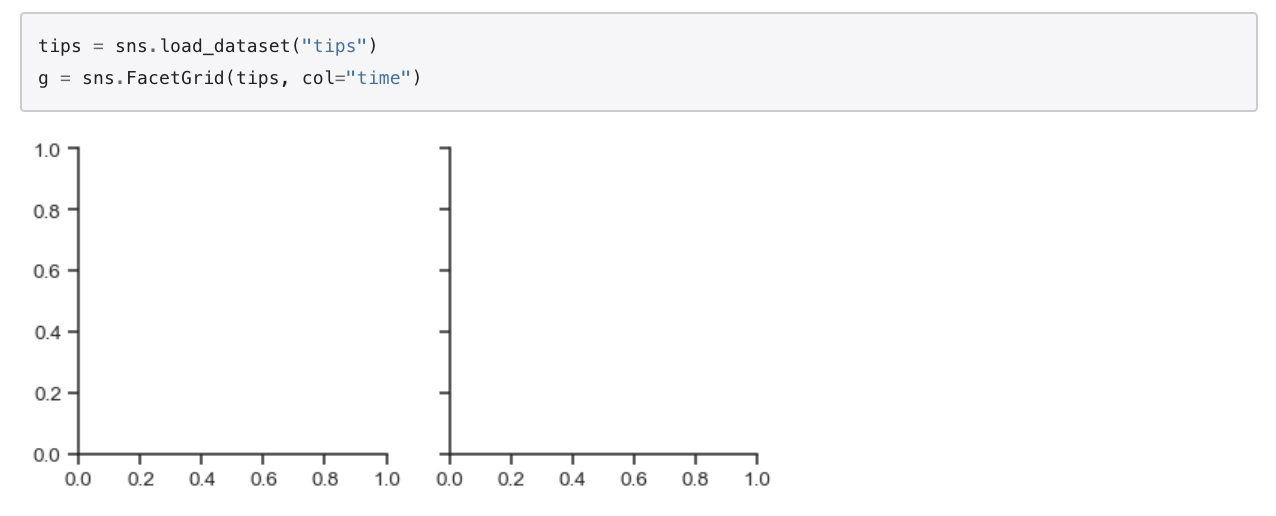 tips = sns.load_dataset("tips")
g = sns.FacetGrid(tips, col="time")
1.0
0.8
0.6
0.4
0.2
0.0
0.0 0.2 0.4 0.6 0.8 1.0 0.0 0.2 0.4 0.6 0.8 1.0